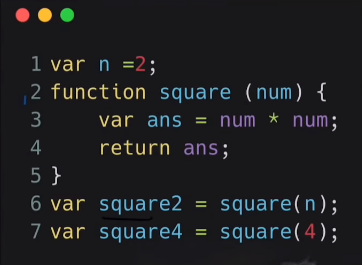 1 var n =2;
2 function square (num) {
3     var ans = num * num;
4     return ans;
5 }
6 var square2 = square(n);
7 var square4 = square(4);